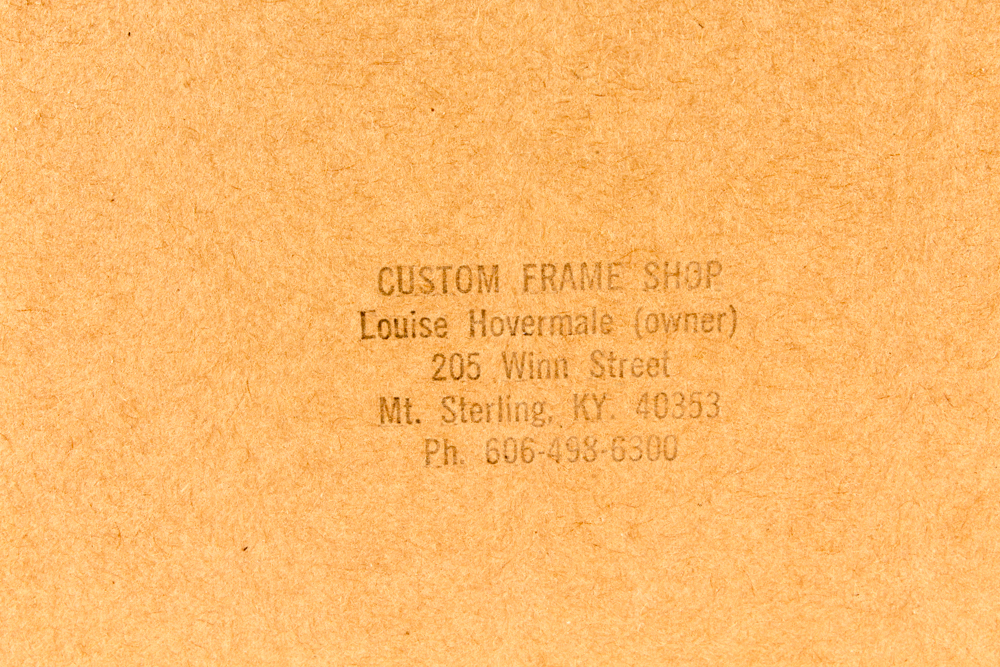 CUSTOM FRAME SHOP
Louise Hovermale (owner)
205 Winn Street
Mt. Sterling, KY. 40353
Ph. 606-498-6300